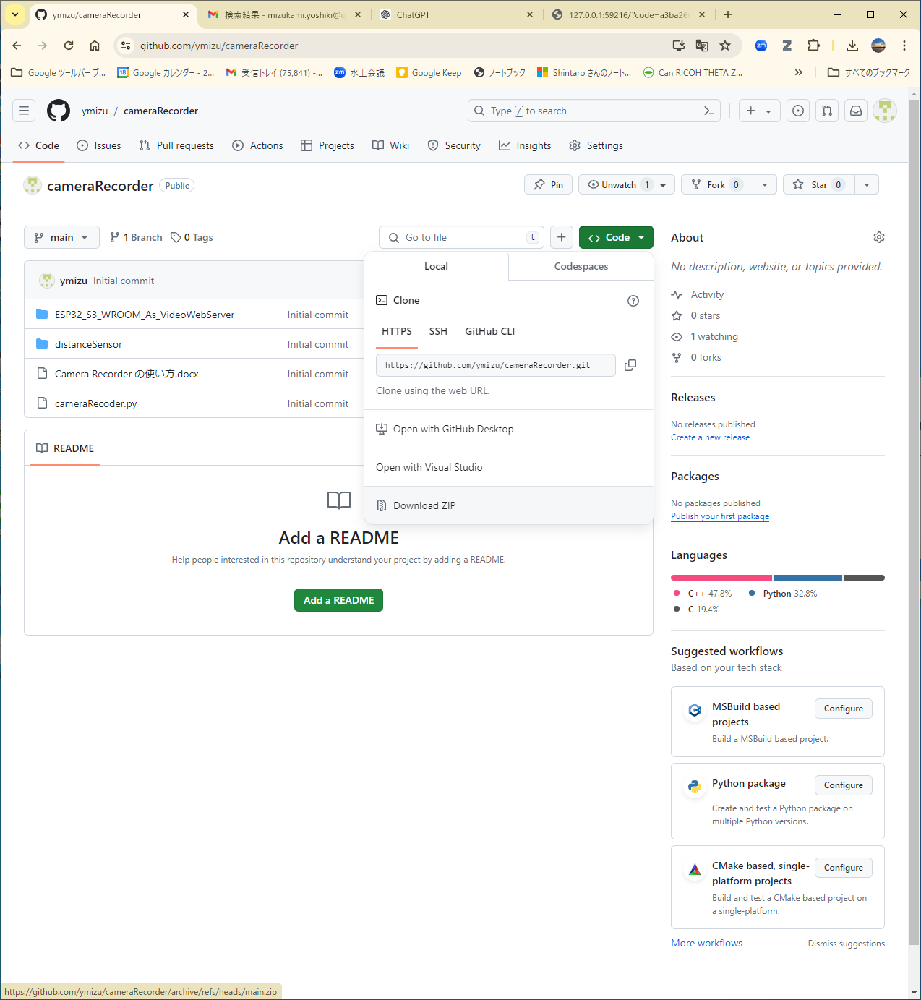 ymizu/cameraRecorder
検索結果 - mizukami.yoshiki@g
ChatGPT
127.0.0.1:59216/?code=a3ba26
github.com/ymizu/cameraRecorder
Google ツールバー ブ...
Google カレンダー - 2...
受信トレイ (75,841) -...
水上会議
Google Keep
ノートブック
Shintaro さんのノート...
Can RICOH THETA Z...
すべてのブックマーク
ymizu / cameraRecorder
Type / to search
Code
Issues
Pull requests
Actions
Projects
Wiki
Security
Insights
Settings
cameraRecorder Public
Pin
Unwatch 1
Fork 0
Star 0
main
1 Branch
0 Tags
Go to file t
Code
ymizu Initial commit
ESP32_S3_WROOM_As_VideoWebServer Initial commit
distanceSensor Initial commit
Camera Recorder の使い方.docx Initial commit
cameraRecoder.py Initial commit
Local
Codespaces
Clone
HTTPS
SSH
GitHub CLI
https://github.com/ymizu/cameraRecorder.git
Clone using the web URL.
Open with GitHub Desktop
Open with Visual Studio
Download ZIP
README
Add a README
Help people interested in this repository understand your project by adding a README.
Add a README
About
No description, website, or topics provided.
Activity
0 stars
1 watching
0 forks
Releases
No releases published
Create a new release
Packages
No packages published
Publish your first package
Languages
C++ 47.8%
Python 32.8%
C 19.4%
Suggested workflows
Based on your tech stack
MSBuild based
projects
Configure
Build a MSBuild based project.
Python package
Configure
Create and test a Python package on
multiple Python versions.
CMake based, single-
platform projects
Configure
Build and test a CMake based project on
a single-platform.
More workflows
Dismiss suggestions
https://github.com/ymizu/cameraRecorder/archive/refs/heads/main.zip